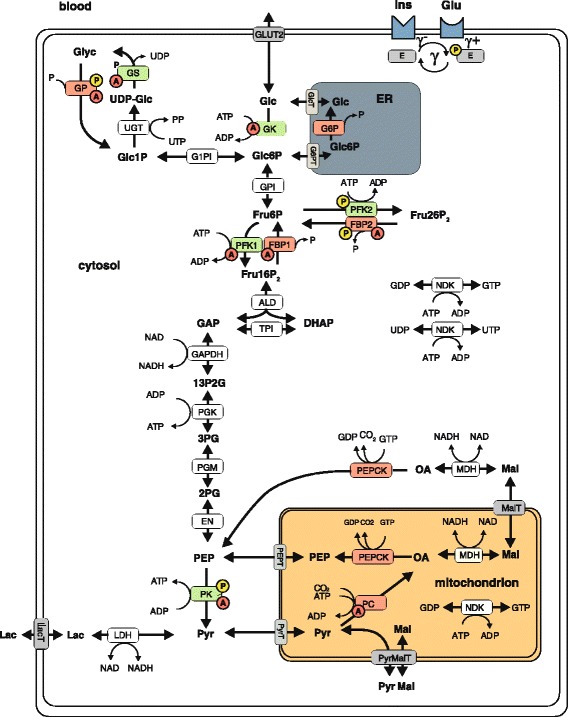 blood
Ins Glu
GLUT2
γ- γ+
E γ P E
Glyc
P GP P A
UDP
P GS A
UDP-Glc
PP
UGT
UTP
Glc1P
G1PI
Glc6P
Glc
ATP
ADP A GK
GlcT Glc ER
G6P P
G6PT Glc6P
GPI
Fru6P
ATP ADP
P PFK2
FBP2
P A
P
Fru26P2
ATP
PFK1 FBP1 P
ADP A A
Fru16P2
cytosol
ALD
GAP DHAP
TPI
GDP NDK GTP
ATP ADP
UDP NDK UTP
ATP ADP
NAD
GAPDH
NADH
13P2G
ADP
PGK
ATP
3PG
PGM
2PG
EN
PEP
GDP CO2 GTP
PEPCK OA
NADH NAD
MDH Mal
MalT
GDP CO2 GTP
PEPT PEP PEPCK OA
NADH NAD
MDH Mal
mitochondrion
CO2
ATP
ADP A PC
GDP NDK GTP
ATP ADP
ATP
PK P A
ADP
Lac LacT Lac LDH Pyr
NAD NADH
PyrT Pyr Mal
PyrMalT
Pyr Mal